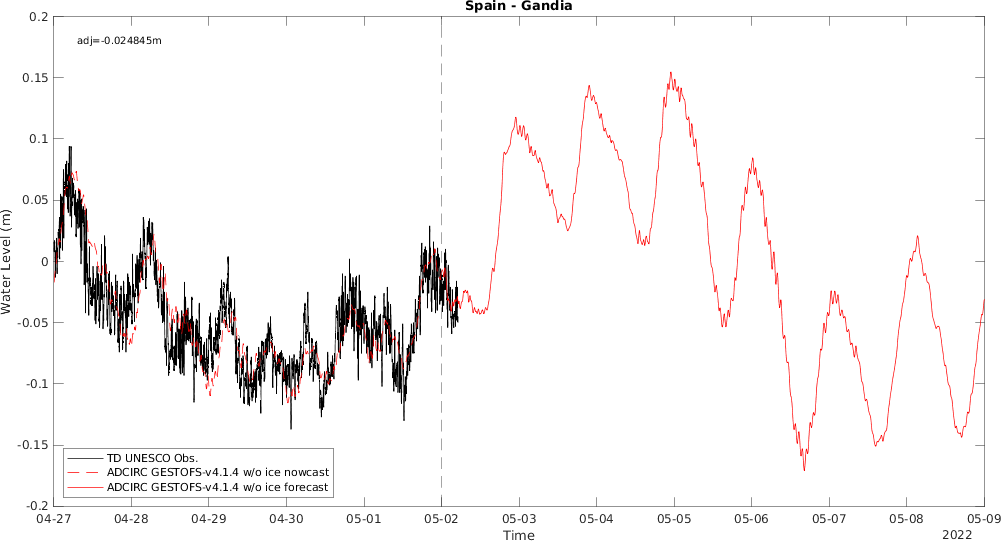 Spain - Gandia
adj=-0.024845m
0.2
0.15
0.1
0.05
0
-0.05
-0.1
-0.15
-0.2
Water Level (m)
TD UNESCO Obs.
ADCIRC GESTOFS-v4.1.4 w/o ice nowcast
ADCIRC GESTOFS-v4.1.4 w/o ice forecast
04-27 04-28 04-29 04-30 05-01 05-02 05-03 05-04 05-05 05-06 05-07 05-08 05-09
Time
2022